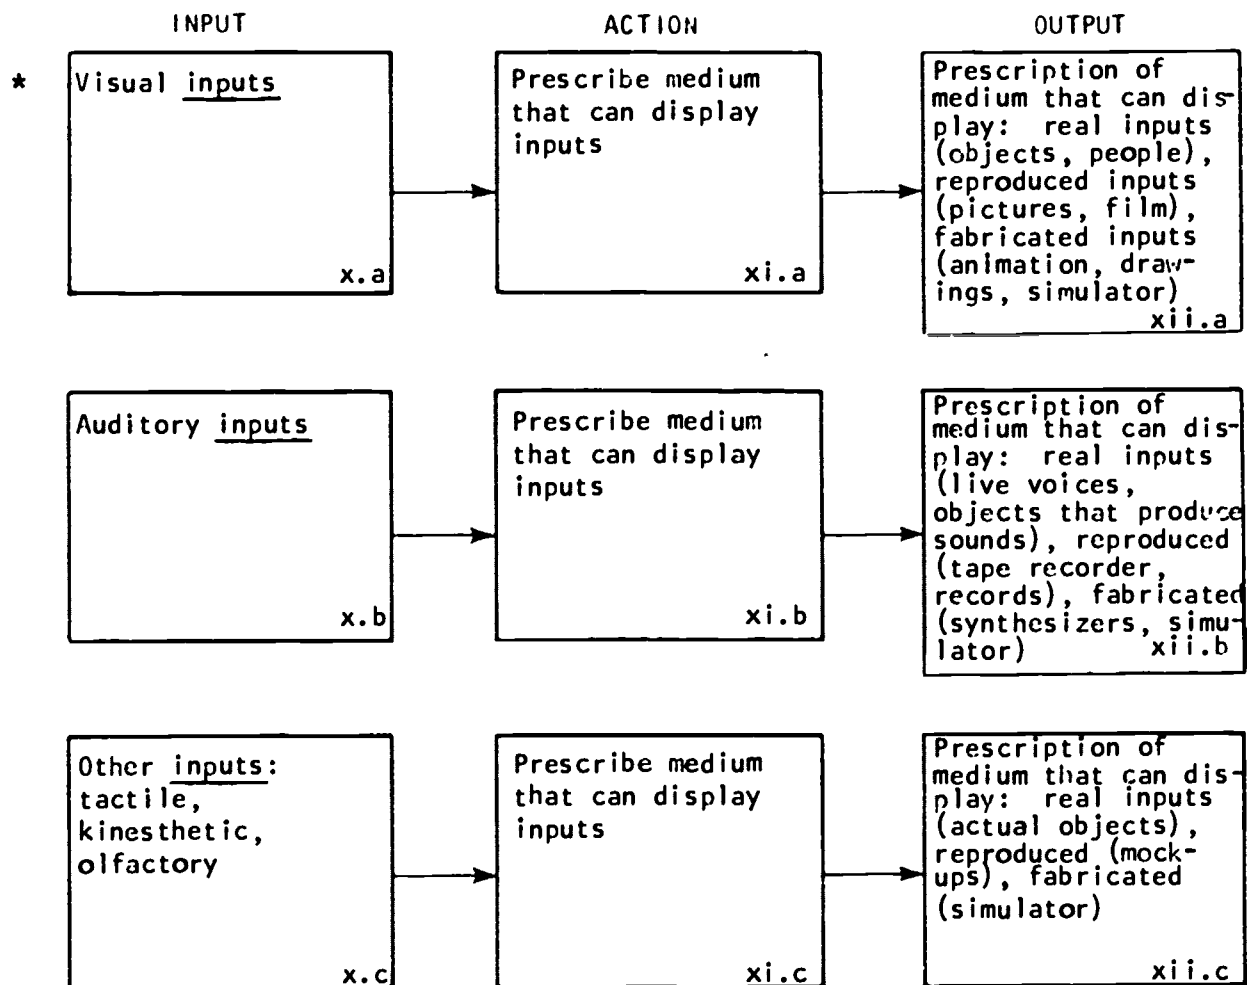 INPUT ACTION OUTPUT
*
Visual inputs
x.a
Prescribe medium
that can display
inputs
xi.a
Prescription of
medium that can dis-
play: real inputs
(objects, people),
reproduced inputs
(pictures, film),
fabricated inputs
(animation, draw-
ings, simulator)
xii.a
Auditory inputs
x.b
Prescribe medium
that can display
inputs
xi.b
Prescription of
medium that can dis-
play: real inputs
(live voices,
objects that produce
sounds), reproduced
(tape recorder,
records), fabricated
(synthesizers, simu-
lator) xii.b
Other inputs:
tactile,
kinesthetic,
olfactory
x.c
Prescribe medium
that can display
inputs
xi.c
Prescription of
medium that can dis-
play: real inputs
(actual objects),
reproduced (mock-
ups), fabricated
(simulator)
xii.c